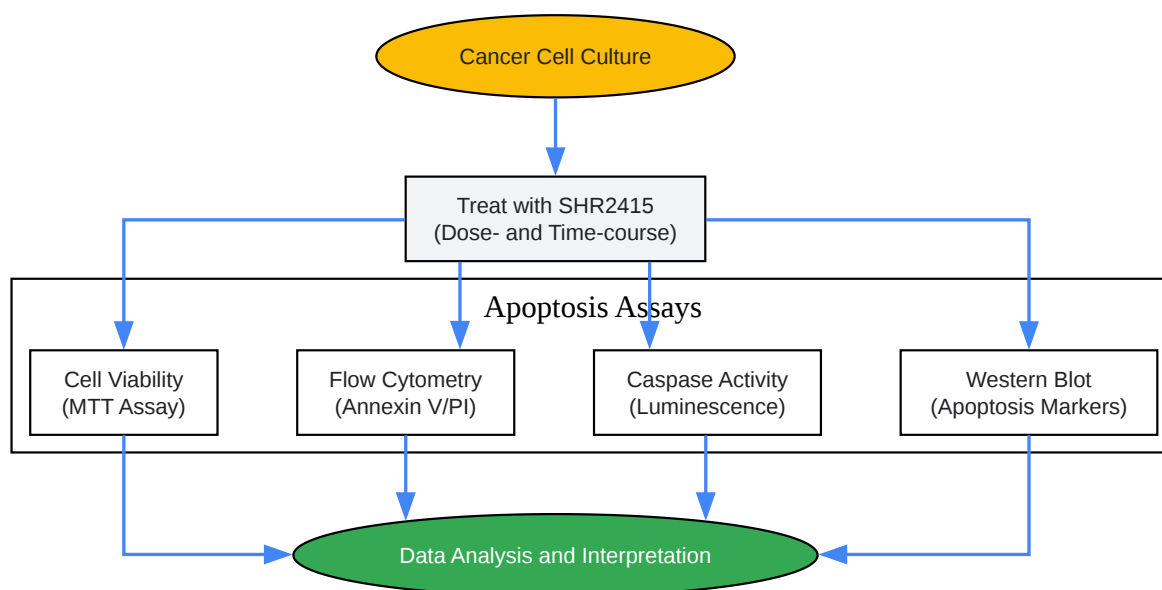 Cancer Cell Culture
Treat with SHR2415
(Dose- and Time-course)
Apoptosis Assays
Cell Viability
(MTT Assay)
Flow Cytometry
(Annexin V/PI)
Caspase Activity
(Luminescence)
Western Blot
(Apoptosis Markers)
Data Analysis and Interpretation